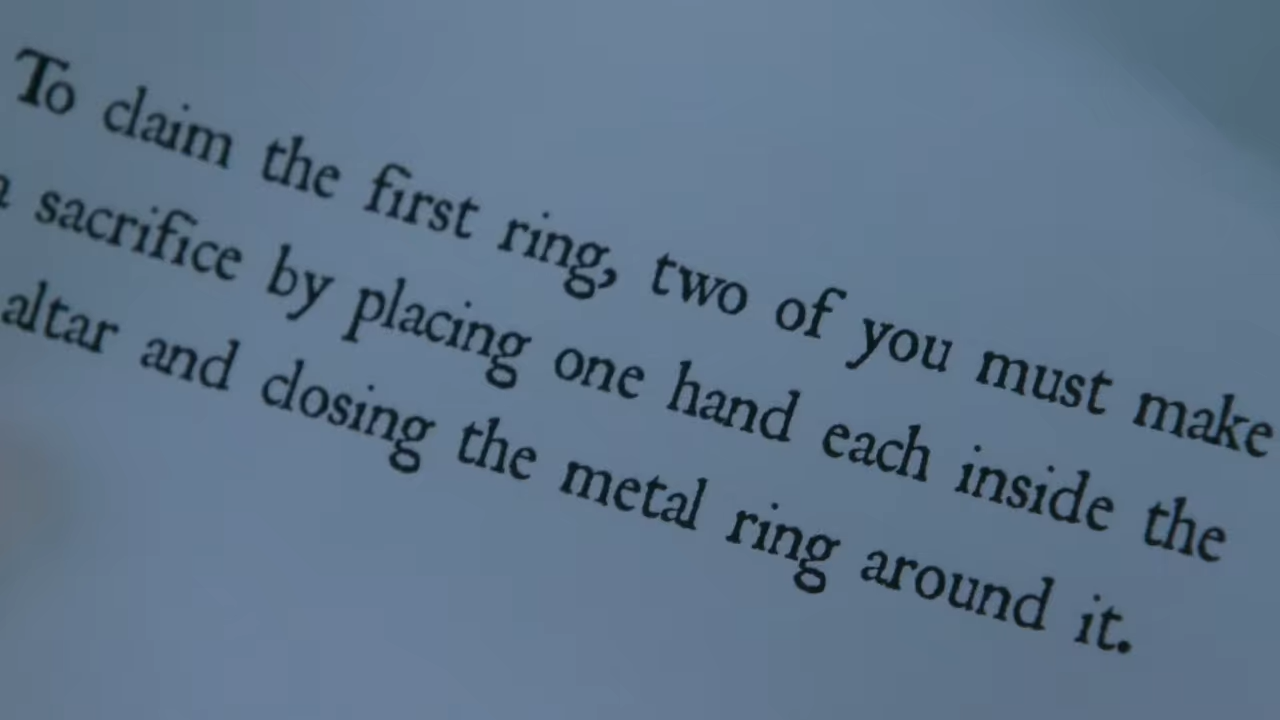 To claim the first ring, two of you must make
a sacrifice by placing one hand each inside the
altar and closing the metal ring around it.